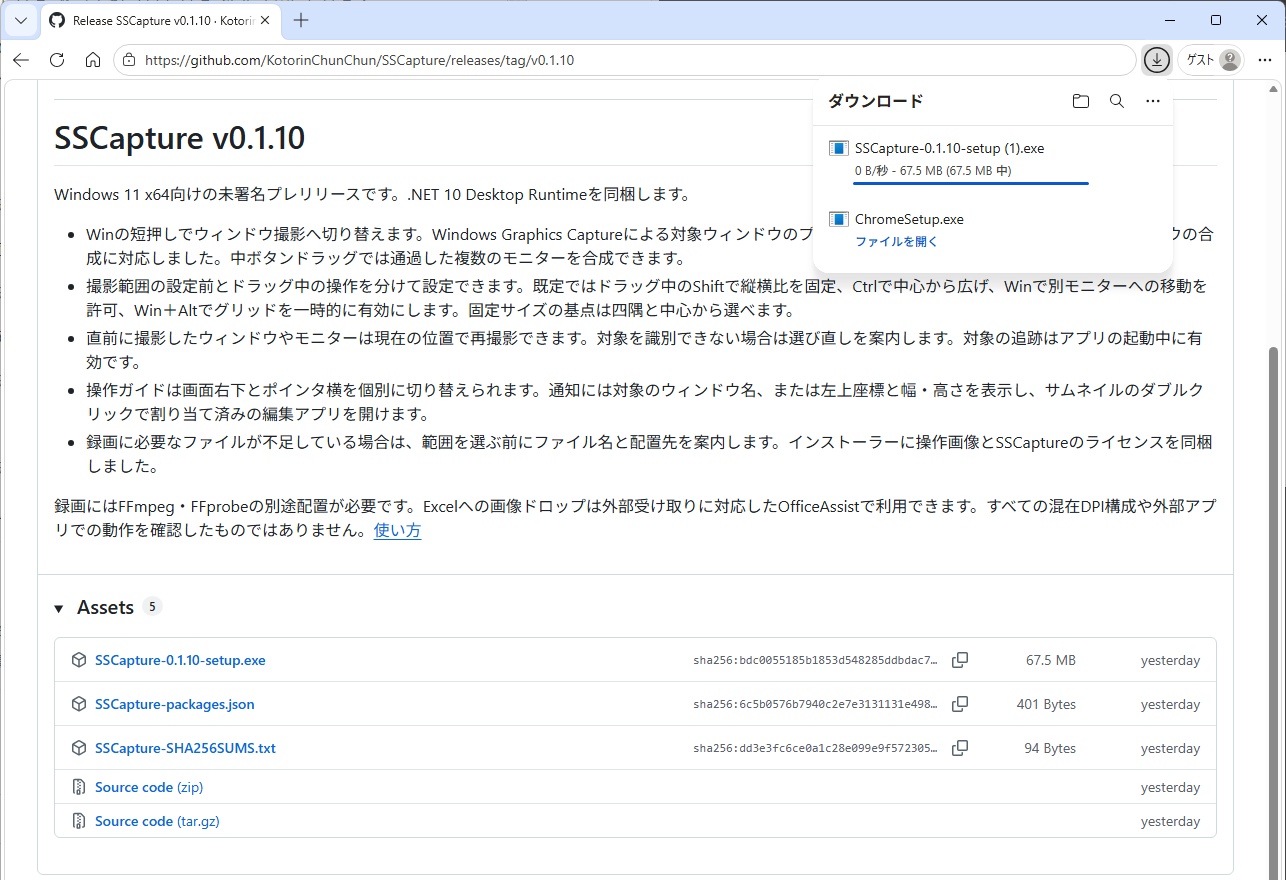 Release SSCapture v0.1.10 · Kotorin
https://github.com/KotorinChunChun/SSCapture/releases/tag/v0.1.10
ゲスト
ダウンロード
SSCapture-0.1.10-setup (1).exe
0 B/秒 - 67.5 MB (67.5 MB 中)
ChromeSetup.exe
ファイルを開く
SSCapture v0.1.10
Windows 11 x64向けの未署名プレリリースです。.NET 10 Desktop Runtimeを同梱します。
Winの短押しでウィンドウ撮影へ切り替えます。Windows Graphics Captureによる対象ウィンドウのプ
ウの合
成に対応しました。中ボタンドラッグでは通過した複数のモニターを合成できます。
撮影範囲の設定前とドラッグ中の操作を分けて設定できます。既定ではドラッグ中のShiftで縦横比を固定、Ctrlで中心から広げ、Winで別モニターへの移動を
許可、Win+Altでグリッドを一時的に有効にします。固定サイズの基点は四隅と中心から選べます。
直前に撮影したウィンドウやモニターは現在の位置で再撮影できます。対象を識別できない場合は選び直しを案内します。対象の追跡はアプリの起動中に有
効です。
操作ガイドは画面右下とポインタ横を個別に切り替えられます。通知には対象のウィンドウ名、または左上座標と幅・高さを表示し、サムネイルのダブルク
リックで割り当て済みの編集アプリを開けます。
録画に必要なファイルが不足している場合は、範囲を選ぶ前にファイル名と配置先を案内します。インストーラーに操作画像とSSCaptureのライセンスを同梱
しました。
録画にはFFmpeg・FFprobeの別途配置が必要です。Excelへの画像ドロップは外部受け取りに対応したOfficeAssistで利用できます。すべての混在DPI構成や外部アプ
リでの動作を確認したものではありません。使い方
Assets 5
SSCapture-0.1.10-setup.exe sha256:bdc0055185b1853d548285ddbdac7… 67.5 MB yesterday
SSCapture-packages.json sha256:6c5b0576b7940c2e7e3131131e498… 401 Bytes yesterday
SSCapture-SHA256SUMS.txt sha256:dd3e3fc6ce0a1c28e099e9f572305… 94 Bytes yesterday
Source code (zip) yesterday
Source code (tar.gz) yesterday